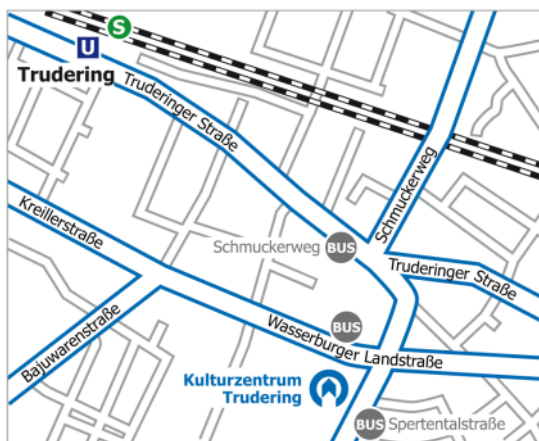 S
U
Trudering
Truderinger Straße
Schmuckerweg
Kreillerstraße
Schmuckerweg BUS
Truderinger Straße
Bajuwarenstraße
BUS
Wasserburger Landstraße
Kulturzentrum
Trudering
BUS Spertentalstraße